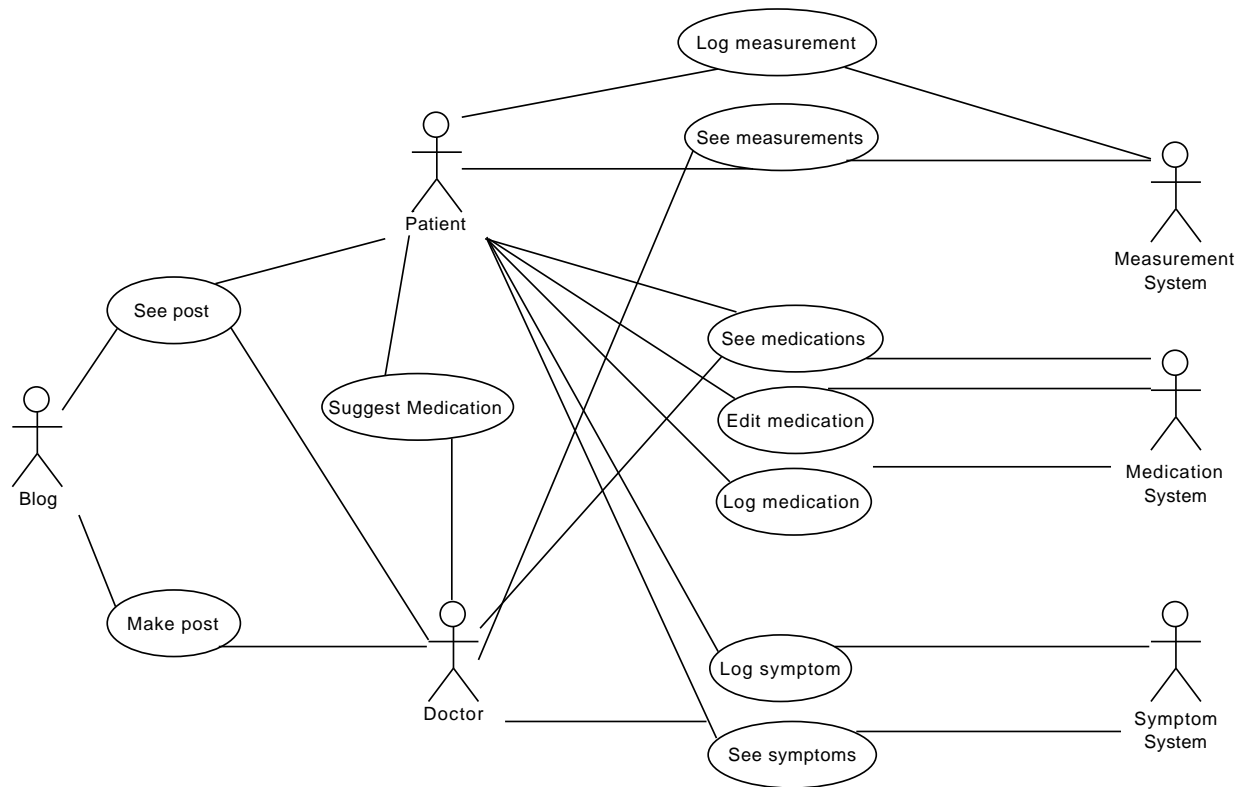 Log measurement
See measurements
Patient
Measurement
System
See post
See medications
Suggest Medication
Edit medication
Medication
System
Blog
Log medication
Make post
Log symptom
Doctor
Symptom
System
See symptoms